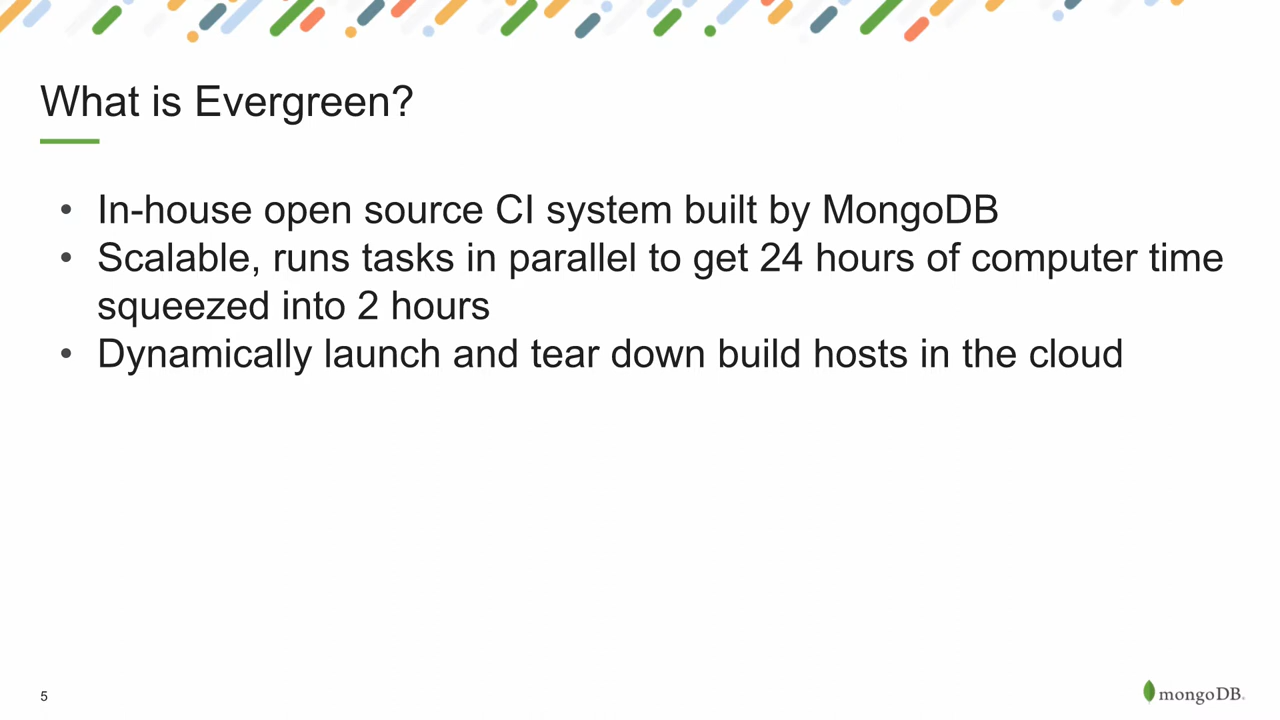 What is Evergreen?
• In-house open source CI system built by MongoDB
• Scalable, runs tasks in parallel to get 24 hours of computer time
squeezed into 2 hours
• Dynamically launch and tear down build hosts in the cloud
5
mongoDB.